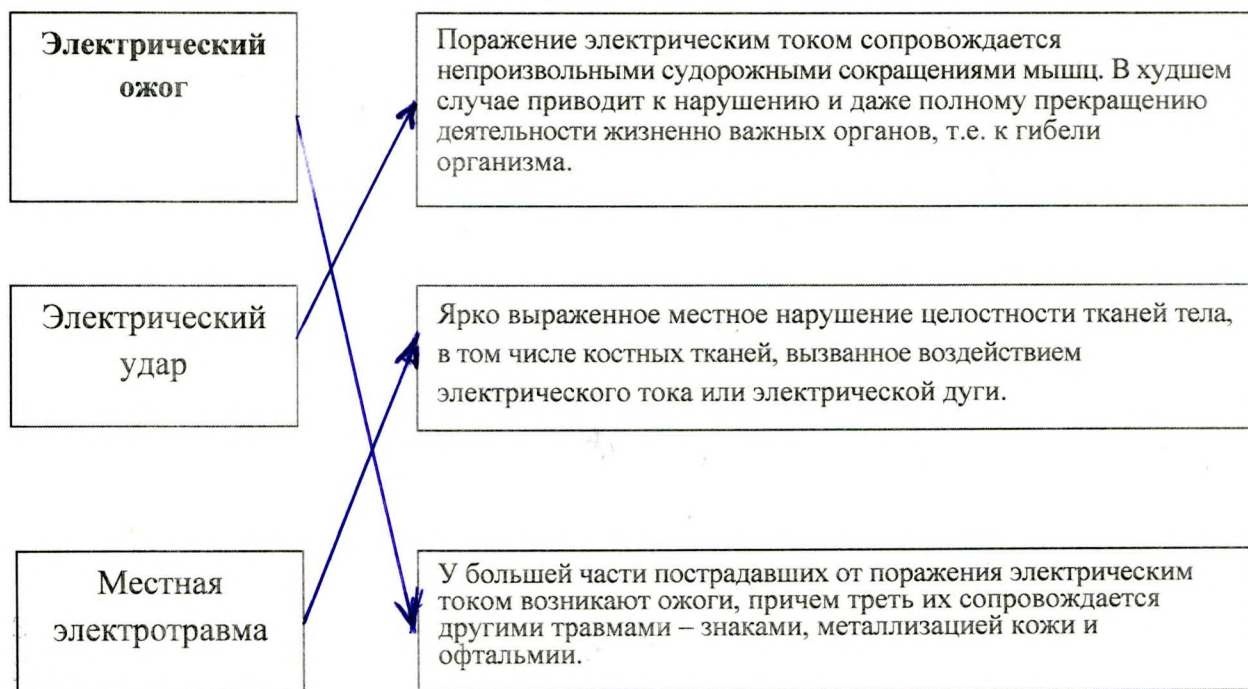 Электрический
ожог
Поражение электрическим током сопровождается
непроизвольными судорожными сокращениями мышц. В худшем
случае приводит к нарушению и даже полному прекращению
деятельности жизненно важных органов, т.е. к гибели
организма.
Электрический
удар
Ярко выраженное местное нарушение целостности тканей тела,
в том числе костных тканей, вызванное воздействием
электрического тока или электрической дуги.
Местная
электротравма
У большей части пострадавших от поражения электрическим
током возникают ожоги, причем треть их сопровождается
другими травмами – знаками, металлизацией кожи и
офтальмии.